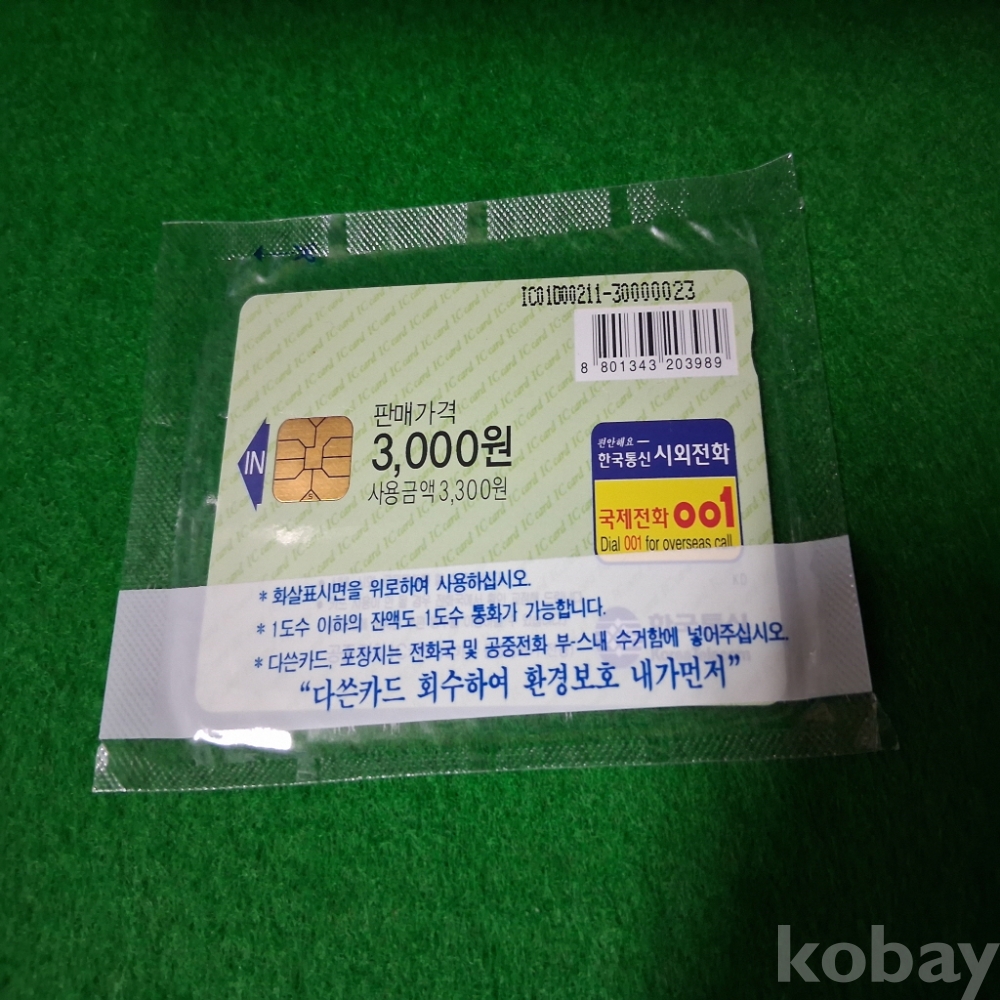 IC01D00211-30000023
8 801343 203989
판매가격
3,000원
사용금액 3,300원
IN
편안해요
한국통신 시외전화
국제전화 001
Dial 001 for overseas call
* 화살표시면을 위로하여 사용하십시오.
* 1도수 이하의 잔액도 1도수 통화가 가능합니다.
* 다쓴카드, 포장지는 전화국 및 공중전화 부·스내 수거함에 넣어주십시오.
“다쓴카드 회수하여 환경보호 내가먼저”
kobay